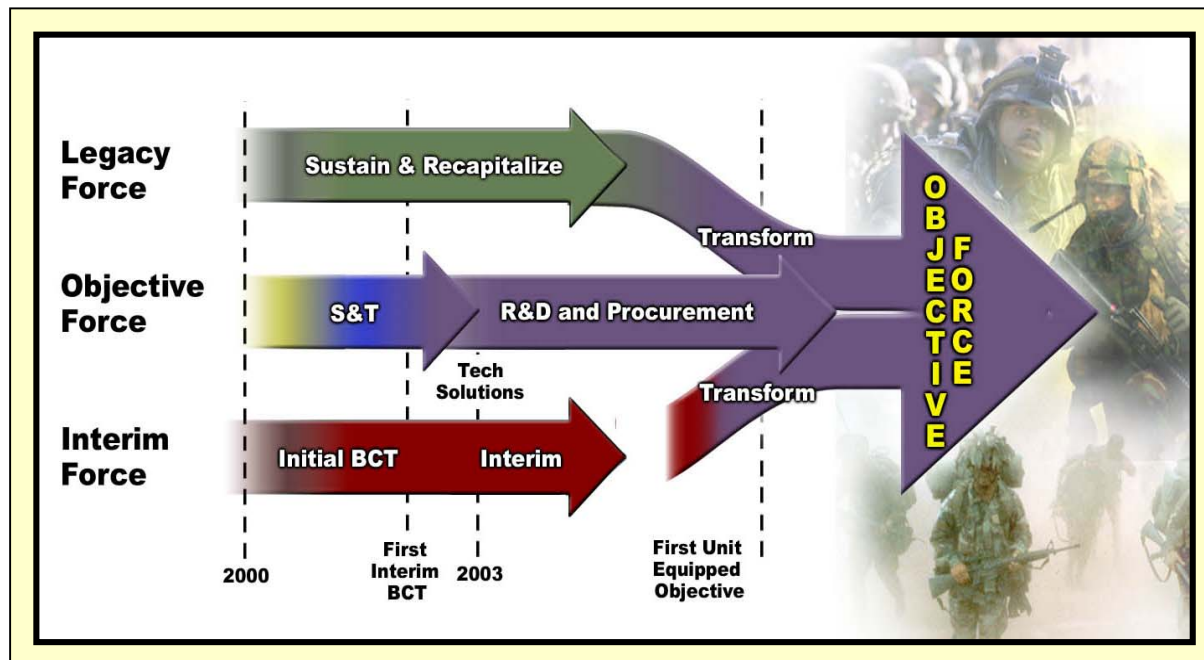 Legacy
Force
Sustain & Recapitalize
Transform
Objective
Force
S&T
R&D and Procurement
Tech
Solutions
Transform
Interim
Force
Initial BCT
Interim
2000
First
Interim
BCT
2003
First Unit
Equipped
Objective
OBJECTIVE
FORCE